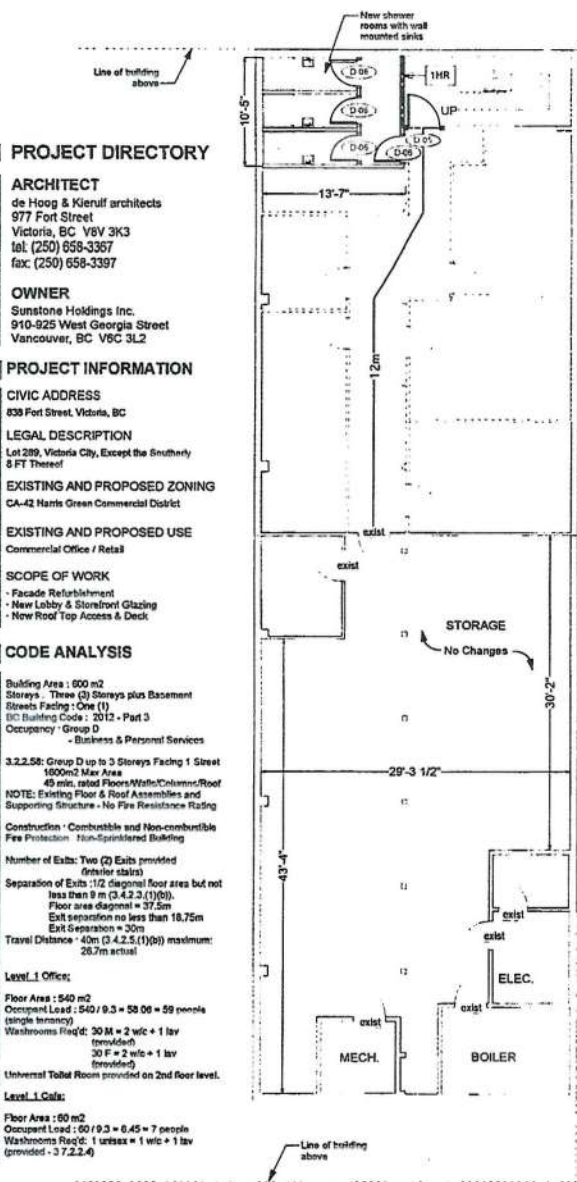 New shower
rooms with wall
mounted sinks
Line of building
above
1HR
D-06
D-06
D-06
D-06
D-05
UP
10'-5"
13'-7"
12m
PROJECT DIRECTORY
ARCHITECT
de Hoog & Kierulf architects
977 Fort Street
Victoria, BC V8V 3K3
tel: (250) 658-3367
fax: (250) 658-3397
OWNER
Sunstone Holdings Inc.
910-925 West Georgia Street
Vancouver, BC V6C 3L2
PROJECT INFORMATION
CIVIC ADDRESS
838 Fort Street, Victoria, BC
LEGAL DESCRIPTION
Lot 289, Victoria City, Except the Southerly
8 FT Thereof
EXISTING AND PROPOSED ZONING
CA-42 Harris Green Commercial District
EXISTING AND PROPOSED USE
Commercial Office / Retail
SCOPE OF WORK
- Facade Refurbishment
- New Lobby & Storefront Glazing
- New Roof Top Access & Deck
CODE ANALYSIS
Building Area : 600 m2
Storeys : Three (3) Storeys plus Basement
Streets Facing : One (1)
BC Building Code : 2012 - Part 3
Occupancy : Group D
- Business & Personal Services
3.2.2.58: Group D up to 3 Storeys Facing 1 Street
1600m2 Max Area
45 min. rated Floors/Walls/Columns/Roof
NOTE: Existing Floor & Roof Assemblies and
Supporting Structure - No Fire Resistance Rating
Construction : Combustible and Non-combustible
Fire Protection : Non-Sprinklered Building
Number of Exits: Two (2) Exits provided
(interior stairs)
Separation of Exits :1/2 diagonal floor area but not
less than 9 m (3.4.2.3.(1)(b)).
Floor area diagonal = 37.5m
Exit separation no less than 18.75m
Exit Separation = 30m
Travel Distance : 40m (3.4.2.5.(1)(b)) maximum:
26.7m actual
Level 1 Office:
Floor Area : 540 m2
Occupant Load : 540 / 9.3 = 58.06 = 59 people
(single tenancy)
Washrooms Req'd: 30 M = 2 w/c + 1 lav
(provided)
30 F = 2 w/c + 1 lav
(provided)
Universal Toilet Room provided on 2nd floor level.
Level 1 Cafe:
Floor Area : 60 m2
Occupant Load : 60 / 9.3 = 6.45 = 7 people
Washrooms Req'd: 1 unisex = 1 w/c + 1 lav
(provided - 3.7.2.2.4)
exist
exist
STORAGE
No Changes
30'-2"
29'-3 1/2"
43'-4"
exist
exist
ELEC.
exist
exist
MECH.
BOILER
Line of building
above